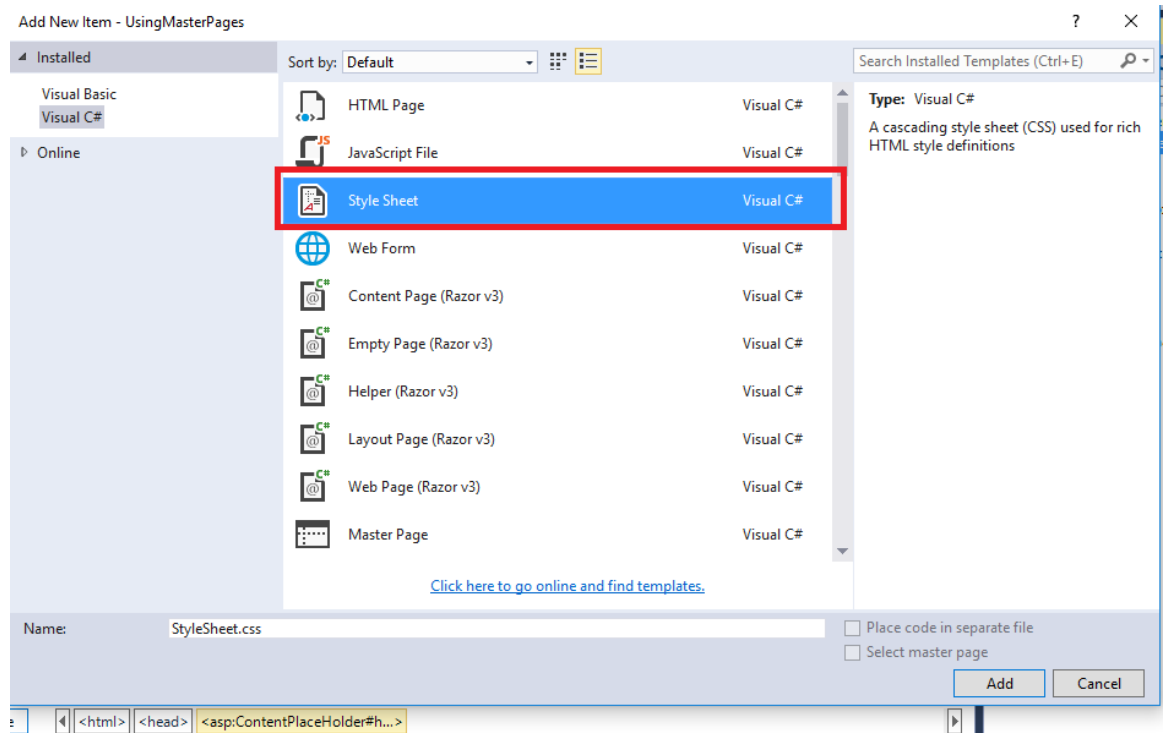 Add New Item - UsingMasterPages
? ×
Installed
Sort by: Default
Search Installed Templates (Ctrl+E)
Visual Basic
Visual C#
Online
HTML Page Visual C#
JS
JavaScript File Visual C#
Style Sheet Visual C#
Web Form Visual C#
C#
@
Content Page (Razor v3) Visual C#
C#
@
Empty Page (Razor v3) Visual C#
C#
@
Helper (Razor v3) Visual C#
C#
@
Layout Page (Razor v3) Visual C#
C#
@
Web Page (Razor v3) Visual C#
Master Page Visual C#
Click here to go online and find templates.
Type: Visual C#
A cascading style sheet (CSS) used for rich
HTML style definitions
Name: StyleSheet.css
Place code in separate file
Select master page
Add Cancel
<html> <head> <asp:ContentPlaceHolder#h...>